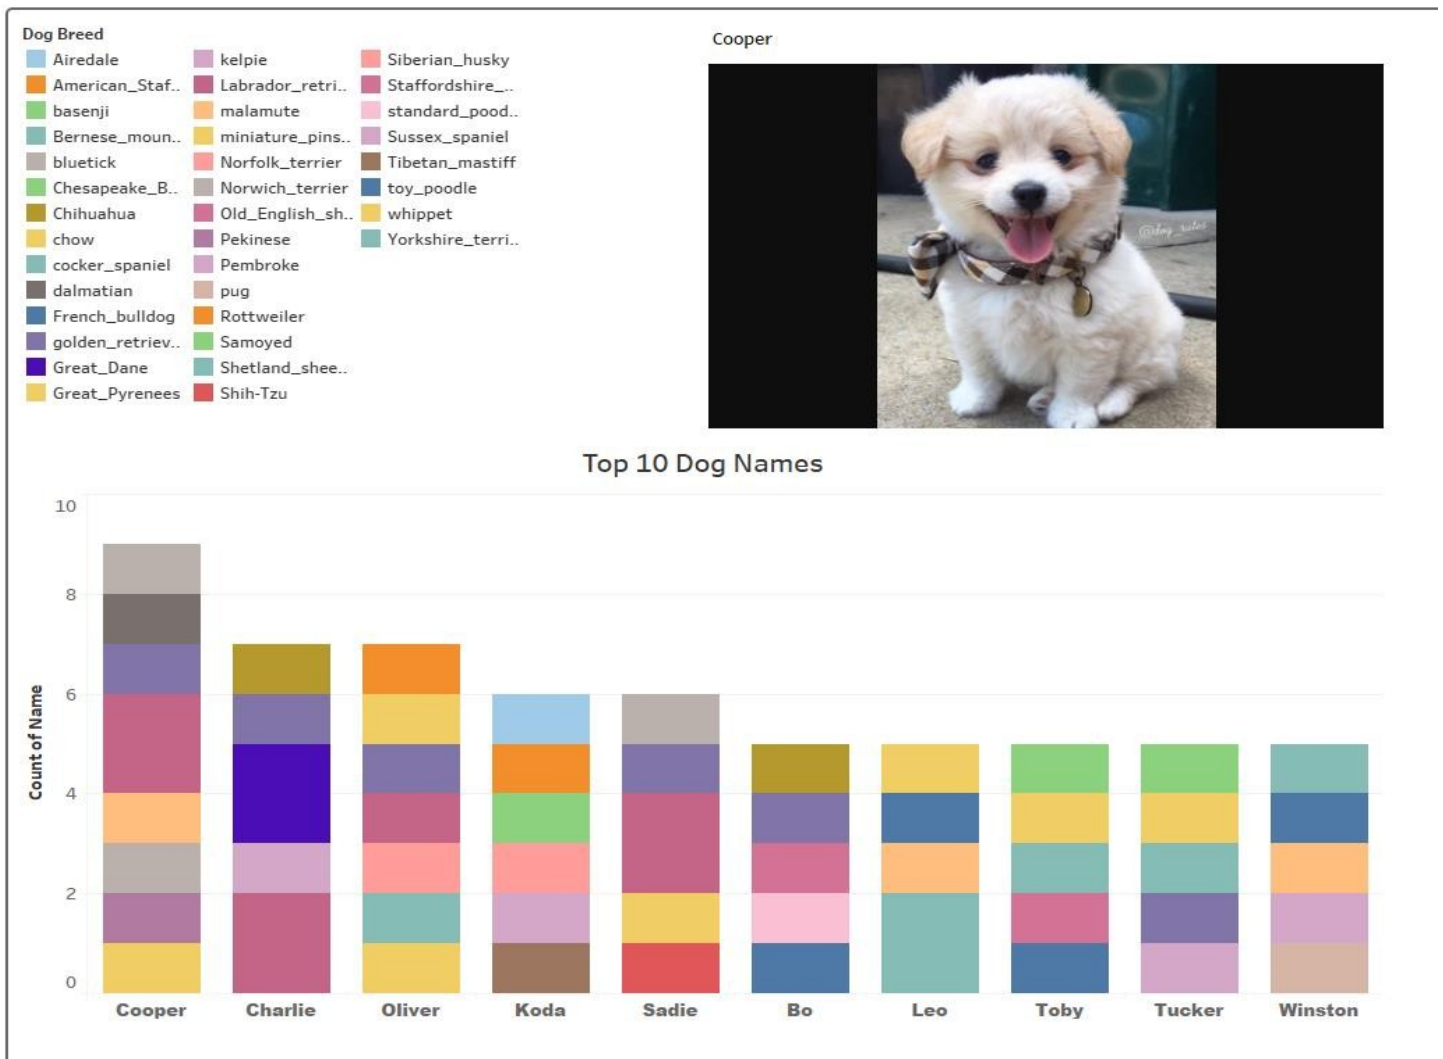 Dog Breed
Airedale
American_Staf..
basenji
Bernese_moun..
bluetick
Chesapeake_B..
Chihuahua
chow
cocker_spaniel
dalmatian
French_bulldog
golden_retriev..
Great_Dane
Great_Pyrenees
kelpie
Labrador_retri..
malamute
miniature_pins..
Norfolk_terrier
Norwich_terrier
Old_English_sh..
Pekinese
Pembroke
pug
Rottweiler
Samoyed
Shetland_shee..
Shih-Tzu
Siberian_husky
Staffordshire_..
standard_pood..
Sussex_spaniel
Tibetan_mastiff
toy_poodle
whippet
Yorkshire_terri..
Cooper
@dog_rates
Top 10 Dog Names
Count of Name
10
8
6
4
2
0
Cooper Charlie Oliver Koda Sadie Bo Leo Toby Tucker Winston